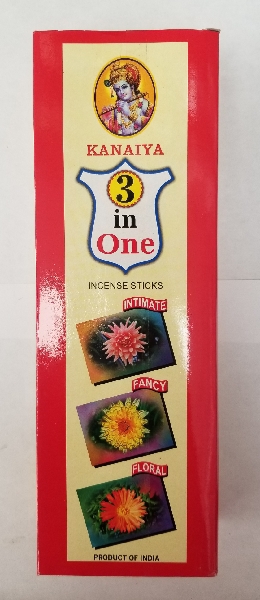 KANAIYA
3
in
One
INCENSE STICKS
INTIMATE
FANCY
FLORAL
PRODUCT OF INDIA